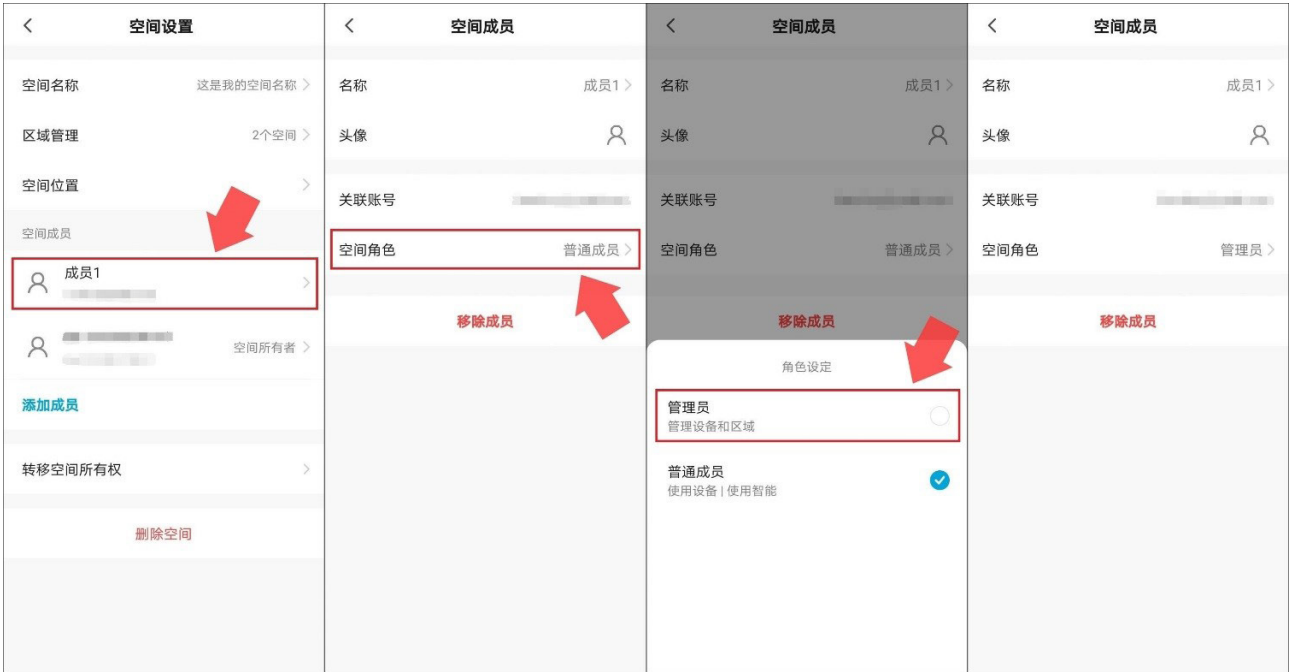 空间设置
空间名称
这是我的空间名称
区域管理
2个空间
空间位置
空间成员
成员1
空间所有者
添加成员
转移空间所有权
删除空间
空间成员
名称
成员1
头像
关联账号
空间角色
普通成员
移除成员
空间成员
名称
成员1
头像
关联账号
空间角色
普通成员
移除成员
角色设定
管理员
管理设备和区域
普通成员
使用设备 | 使用智能
空间成员
名称
成员1
头像
关联账号
空间角色
管理员
移除成员